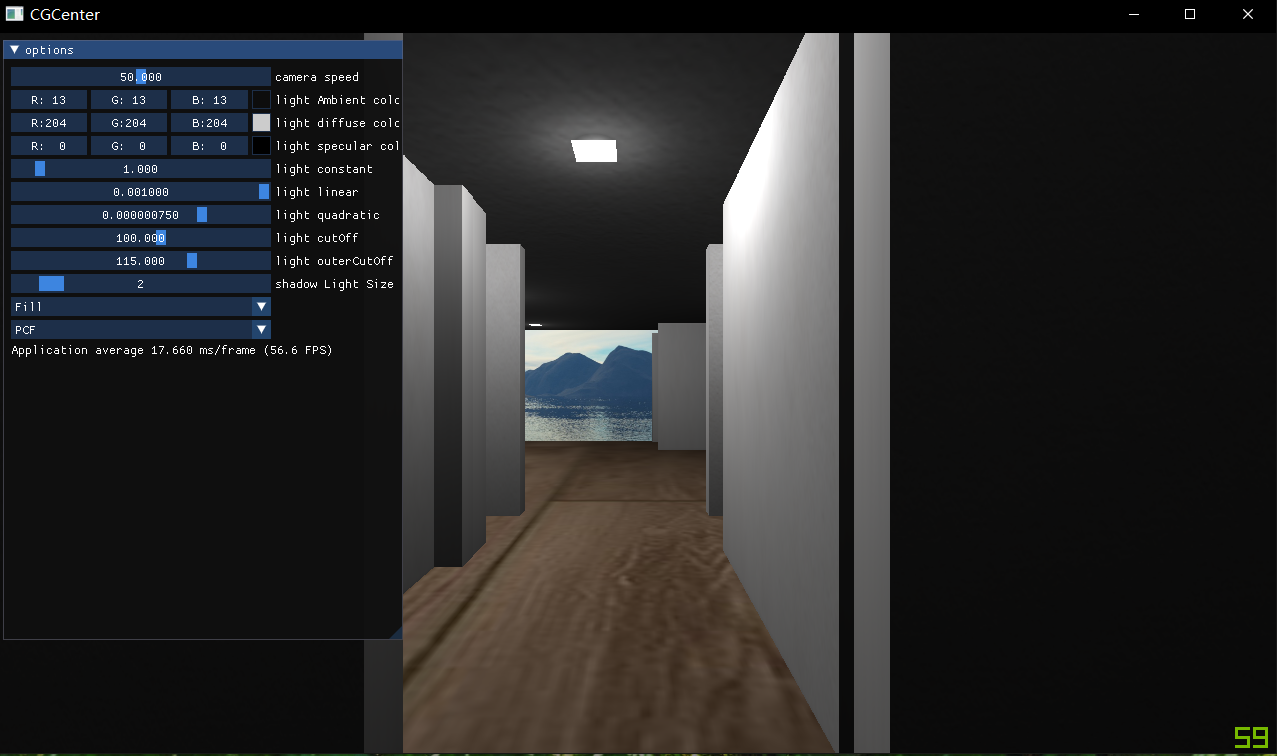 CGCenter
options
50.000 camera speed
R: 13 G: 13 B: 13 light Ambient colo
R:204 G:204 B:204 light diffuse colo
R: 0 G: 0 B: 0 light specular col
1.000 light constant
0.001000 light linear
0.000000750 light quadratic
100.000 light cutOff
115.000 light outerCutOff
2 shadow Light Size
Fill
PCF
Application average 17.660 ms/frame (56.6 FPS)
59